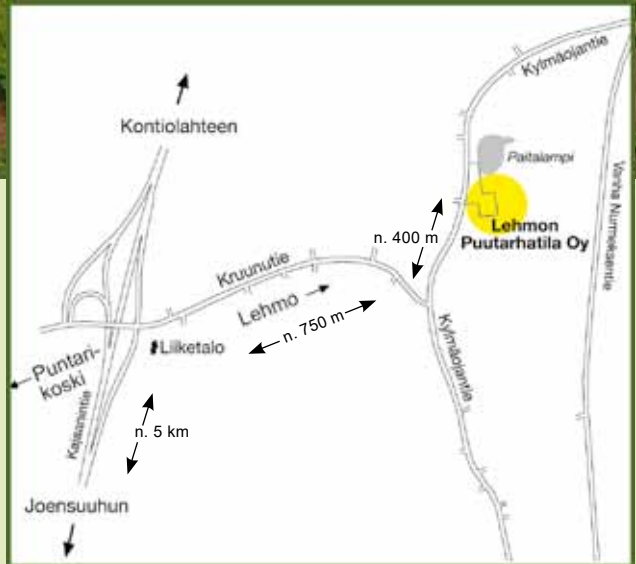 Kylmäojantie
Kontiolahteen
Paitalampi
Vanha Nurmeksentie
Lehmon
Puutarhatila Oy
n. 400 m
Kruunutie
Lehmo
n. 750 m
Liiketalo
Puntari-
koski
Kylmäojantie
Kajaanintie
n. 5 km
Joensuuhun